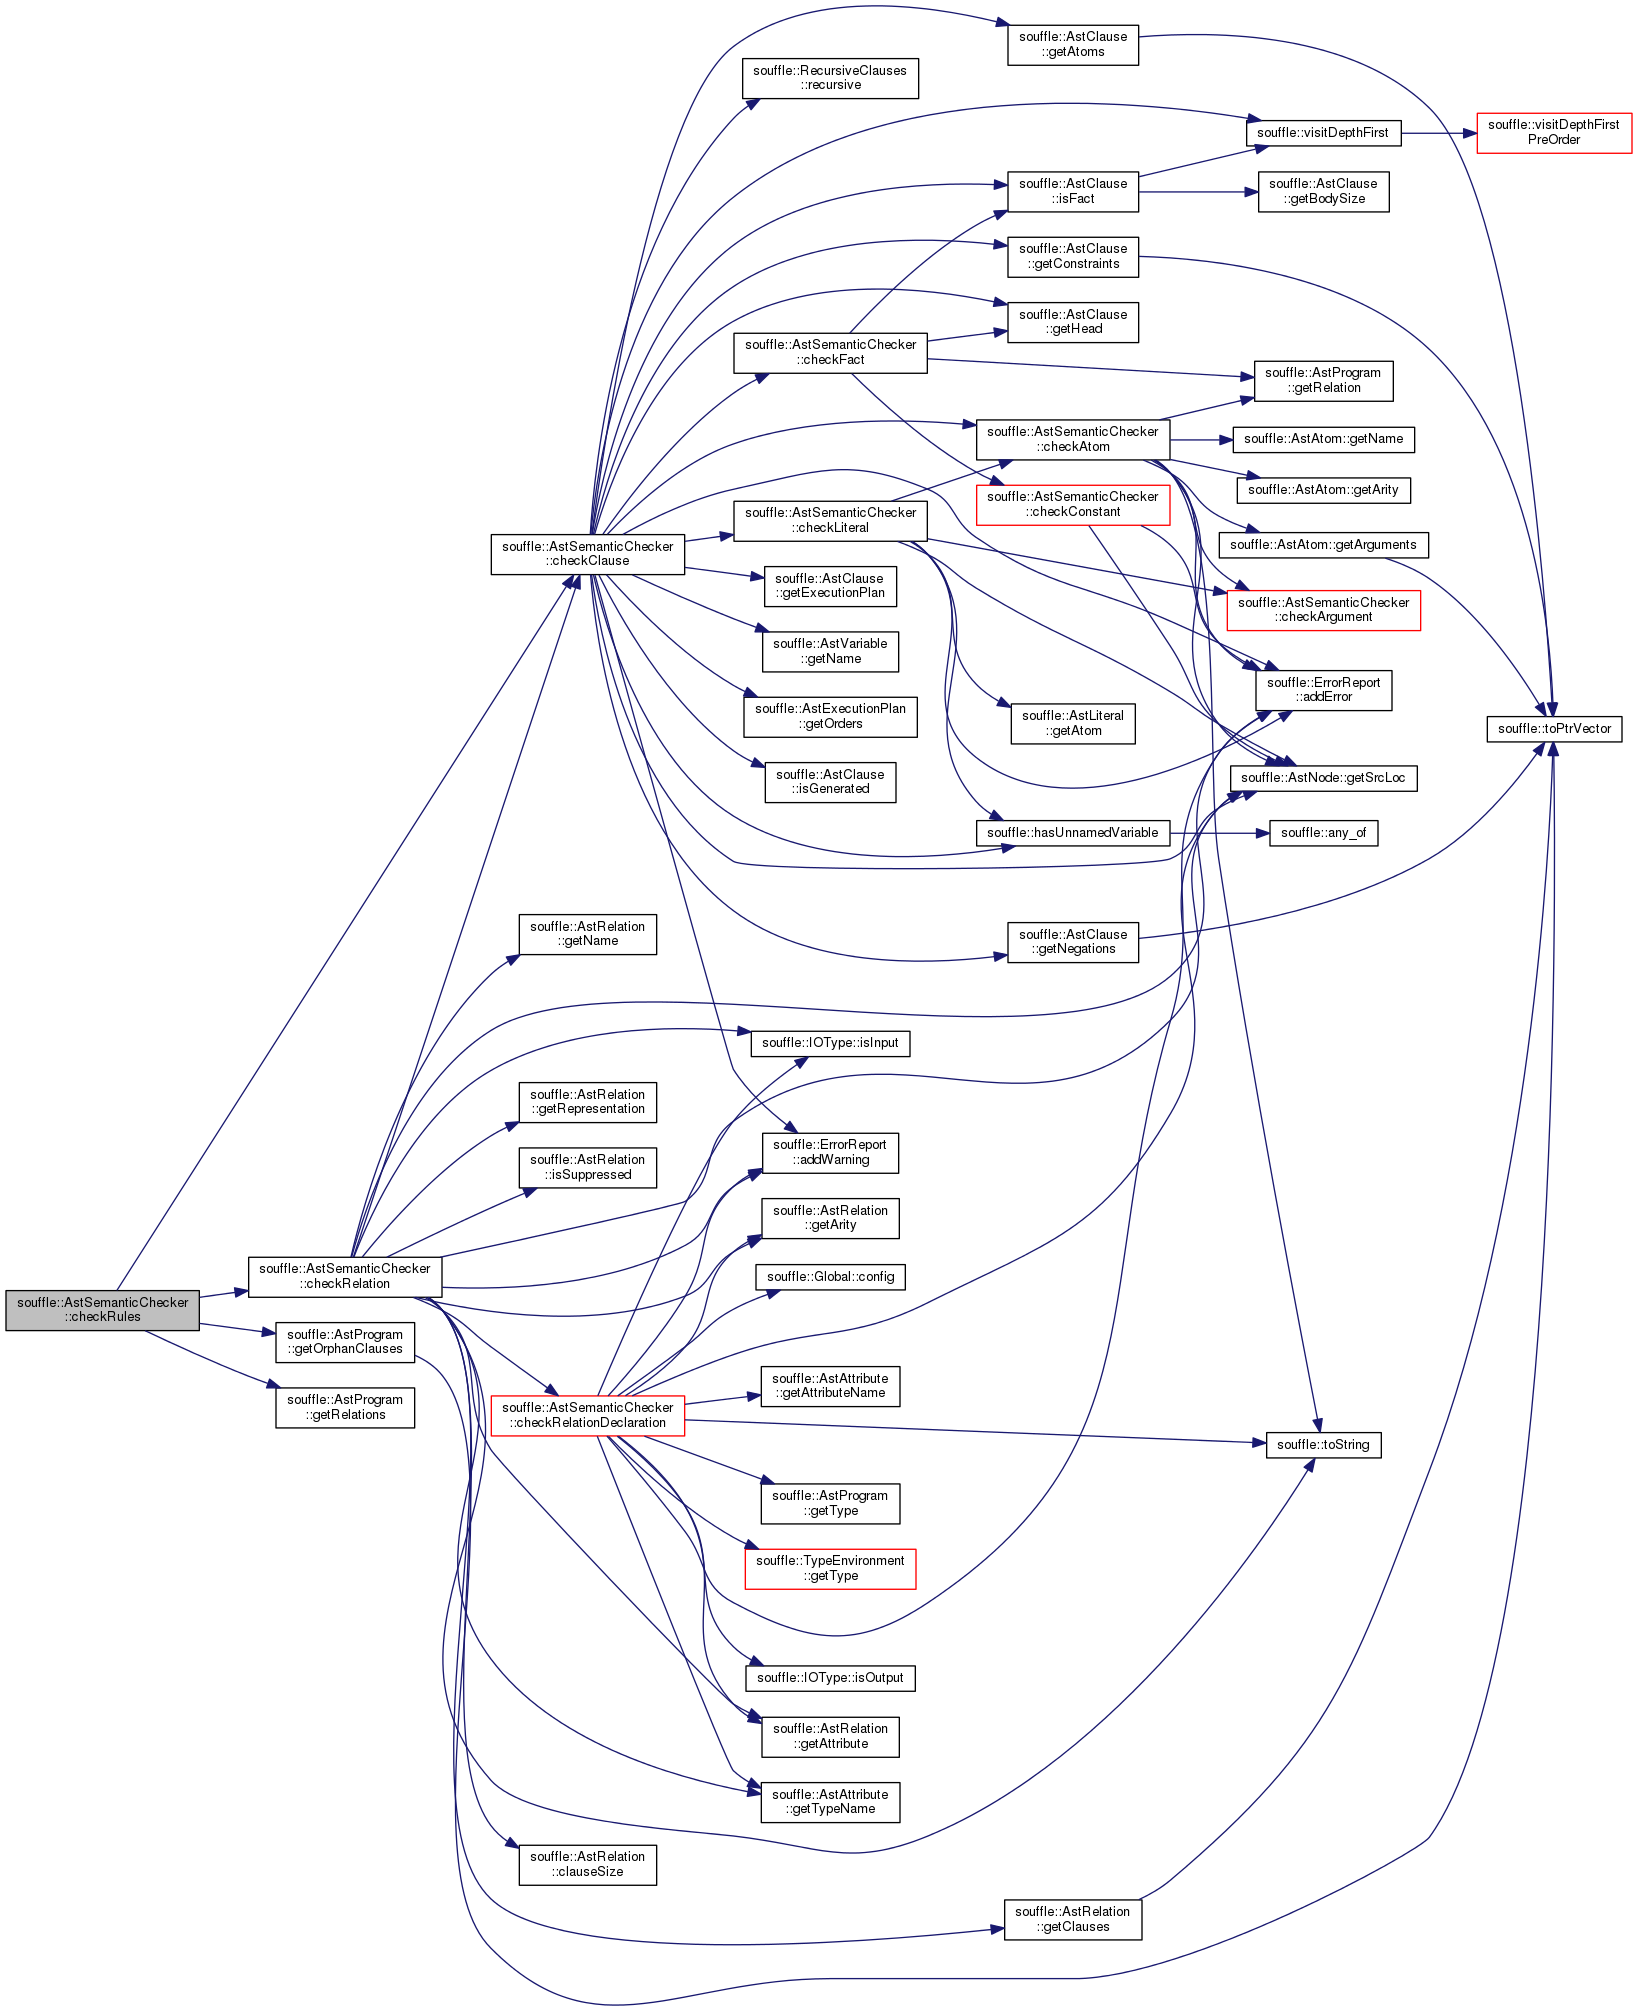 souffle::AstClause
::getAtoms
souffle::RecursiveClauses
::recursive
souffle::visitDepthFirst
souffle::visitDepthFirst
PreOrder
souffle::AstClause
::isFact
souffle::AstClause
::getBodySize
souffle::AstClause
::getConstraints
souffle::AstClause
::getHead
souffle::AstSemanticChecker
::checkFact
souffle::AstProgram
::getRelation
souffle::AstSemanticChecker
::checkAtom
souffle::AstAtom::getName
souffle::AstAtom::getArity
souffle::AstSemanticChecker
::checkConstant
souffle::AstSemanticChecker
::checkLiteral
souffle::AstAtom::getArguments
souffle::AstSemanticChecker
::checkClause
souffle::AstClause
::getExecutionPlan
souffle::AstSemanticChecker
::checkArgument
souffle::AstVariable
::getName
souffle::ErrorReport
::addError
souffle::AstExecutionPlan
::getOrders
souffle::AstLiteral
::getAtom
souffle::toPtrVector
souffle::AstClause
::isGenerated
souffle::AstNode::getSrcLoc
souffle::hasUnnamedVariable
souffle::any_of
souffle::AstRelation
::getName
souffle::AstClause
::getNegations
souffle::IOType::isInput
souffle::AstRelation
::getRepresentation
souffle::ErrorReport
::addWarning
souffle::AstRelation
::isSuppressed
souffle::AstRelation
::getArity
souffle::AstSemanticChecker
::checkRelation
souffle::Global::config
souffle::AstSemanticChecker
::checkRules
souffle::AstProgram
::getOrphanClauses
souffle::AstAttribute
::getAttributeName
souffle::AstProgram
::getRelations
souffle::AstSemanticChecker
::checkRelationDeclaration
souffle::toString
souffle::AstProgram
::getType
souffle::TypeEnvironment
::getType
souffle::IOType::isOutput
souffle::AstRelation
::getAttribute
souffle::AstAttribute
::getTypeName
souffle::AstRelation
::clauseSize
souffle::AstRelation
::getClauses